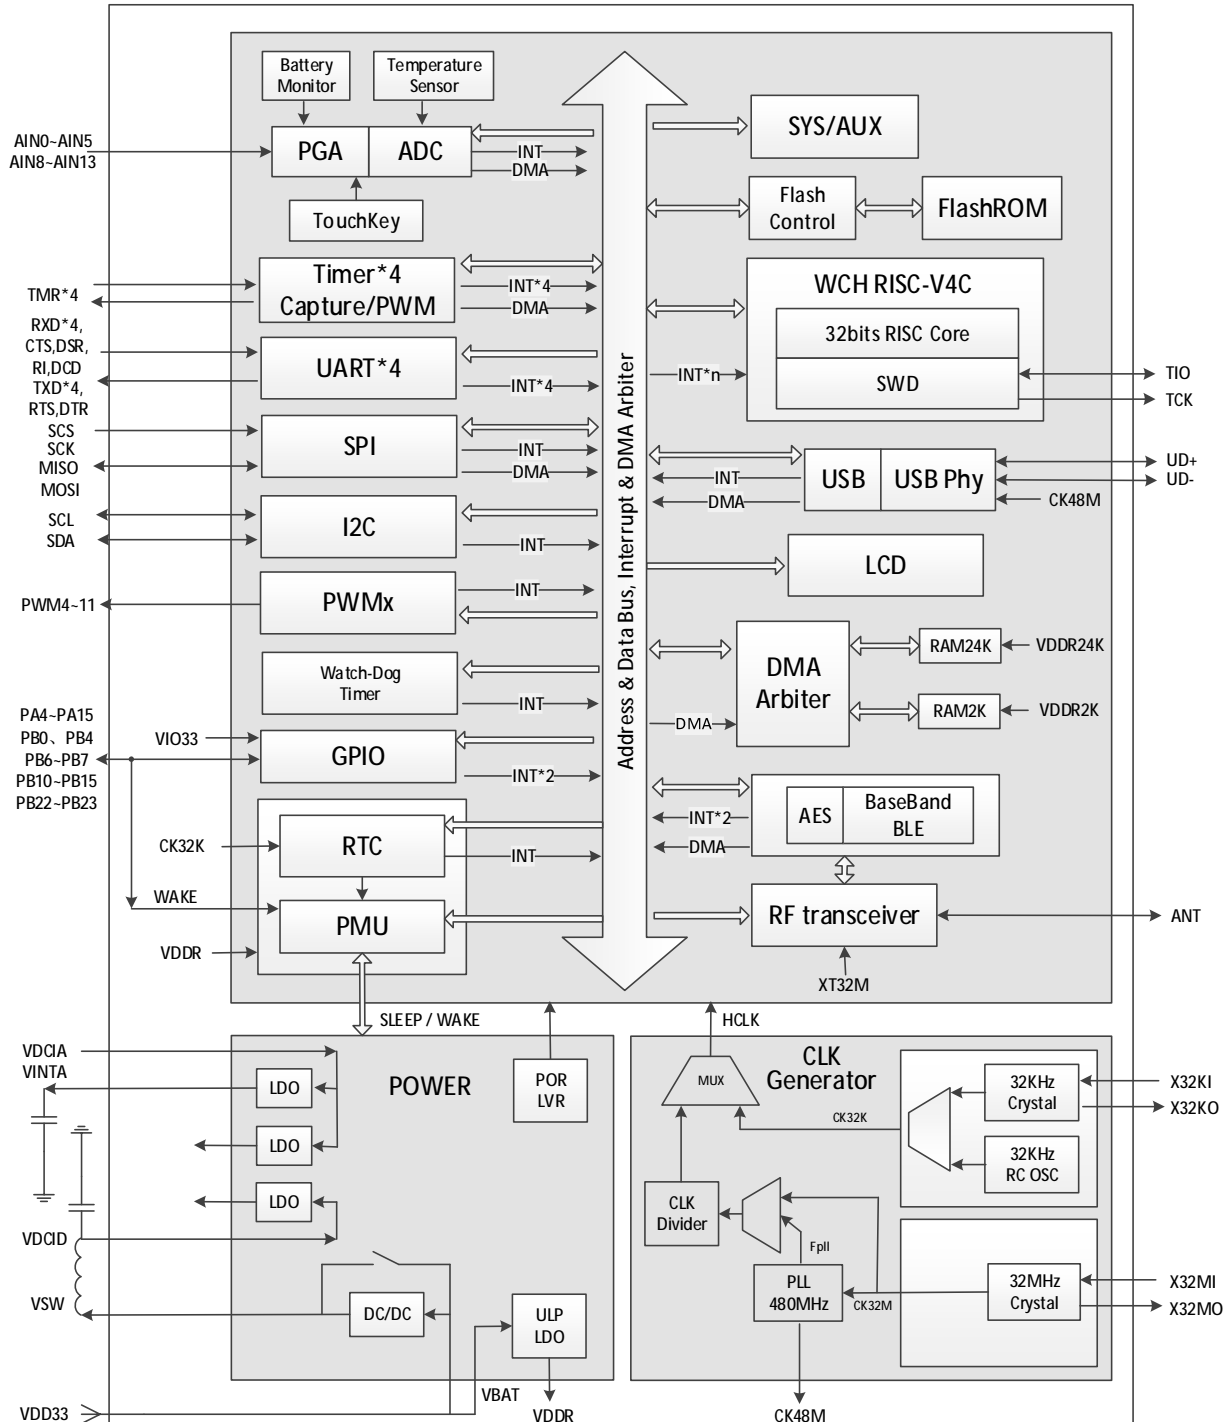 Battery
Monitor
Temperature
Sensor
AIN0~AIN5
AIN8~AIN13
PGA
ADC
INT
DMA
TouchKey
SYS/AUX
Flash
Control
FlashROM
TMR*4
Timer*4
Capture/PWM
INT*4
DMA
WCH RISC-V4C
32bits RISC Core
SWD
INT*n
TIO
TCK
RXD*4,
CTS,DSR,
RI,DCD
TXD*4,
RTS,DTR
UART*4
INT*4
SCS
SCK
MISO
MOSI
SPI
INT
DMA
Address & Data Bus, Interrupt & DMA Arbiter
INT
DMA
USB
USB Phy
UD+
UD-
CK48M
SCL
SDA
I2C
INT
LCD
PWM4~11
PWMx
INT
Watch-Dog
Timer
INT
DMA
DMA
Arbiter
RAM24K
VDDR24K
RAM2K
VDDR2K
PA4~PA15
PB0、PB4
PB6~PB7
PB10~PB15
PB22~PB23
VIO33
GPIO
INT*2
INT*2
DMA
AES
BaseBand
BLE
CK32K
RTC
INT
WAKE
PMU
VDDR
RF transceiver
ANT
XT32M
SLEEP / WAKE
HCLK
VDCIA
VINTA
LDO
LDO
LDO
POWER
POR
LVR
VDCID
VSW
DC/DC
ULP
LDO
VBAT
VDD33
VDDR
CLK
Generator
MUX
CK32K
32KHz
Crystal
32KHz
RC OSC
X32KI
X32KO
CLK
Divider
Fpll
PLL
480MHz
CK32M
32MHz
Crystal
X32MI
X32MO
CK48M